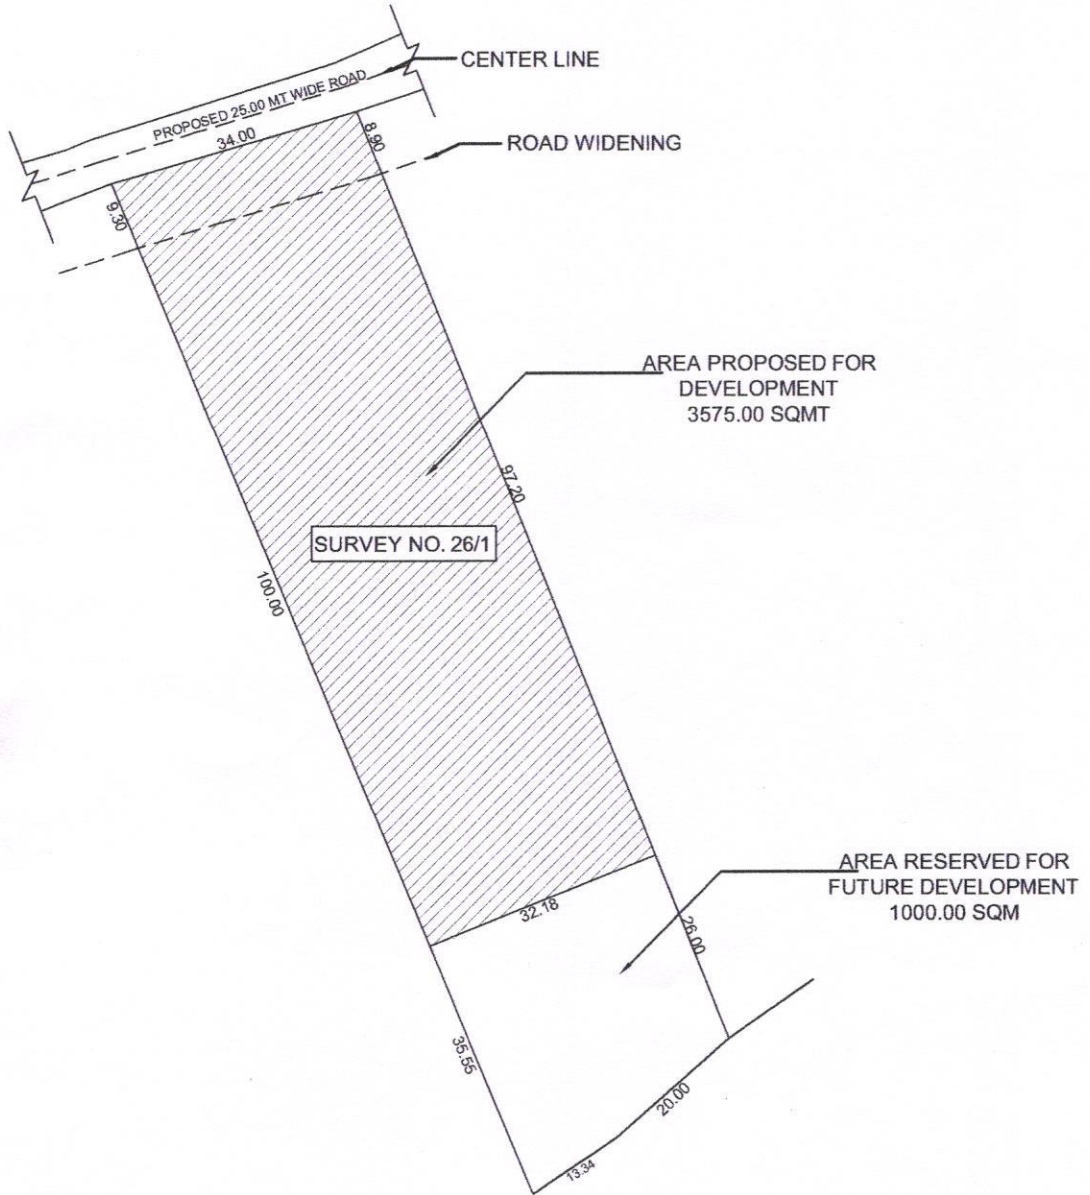 CENTER LINE
PROPOSED 25.00 MT WIDE ROAD
34.00
8.90
ROAD WIDENING
9.30
AREA PROPOSED FOR
DEVELOPMENT
3575.00 SQMT
97.20
SURVEY NO. 26/1
100.00
AREA RESERVED FOR
FUTURE DEVELOPMENT
1000.00 SQM
32.18
26.00
35.55
20.00
13.34